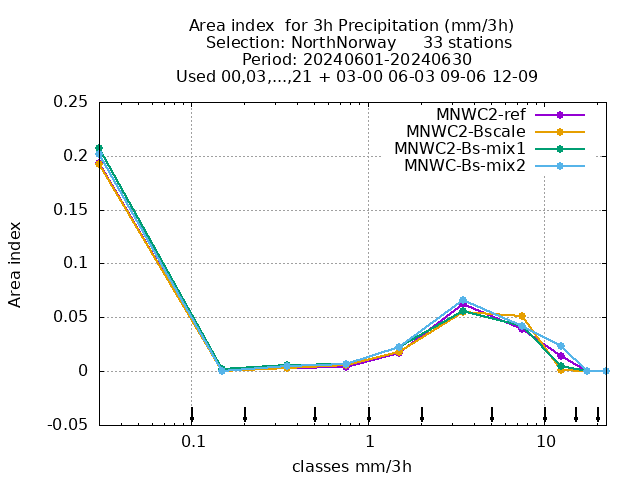 Area index  for 3h Precipitation (mm/3h)
Selection: NorthNorway     33 stations
Period: 20240601-20240630
Used 00,03,...,21 + 03-00 06-03 09-06 12-09
0.25
0.2
0.15
0.1
0.05
0
-0.05
Area index
MNWC2-ref
MNWC2-Bscale
MNWC2-Bs-mix1
MNWC-Bs-mix2
0.1
1
10
classes mm/3h